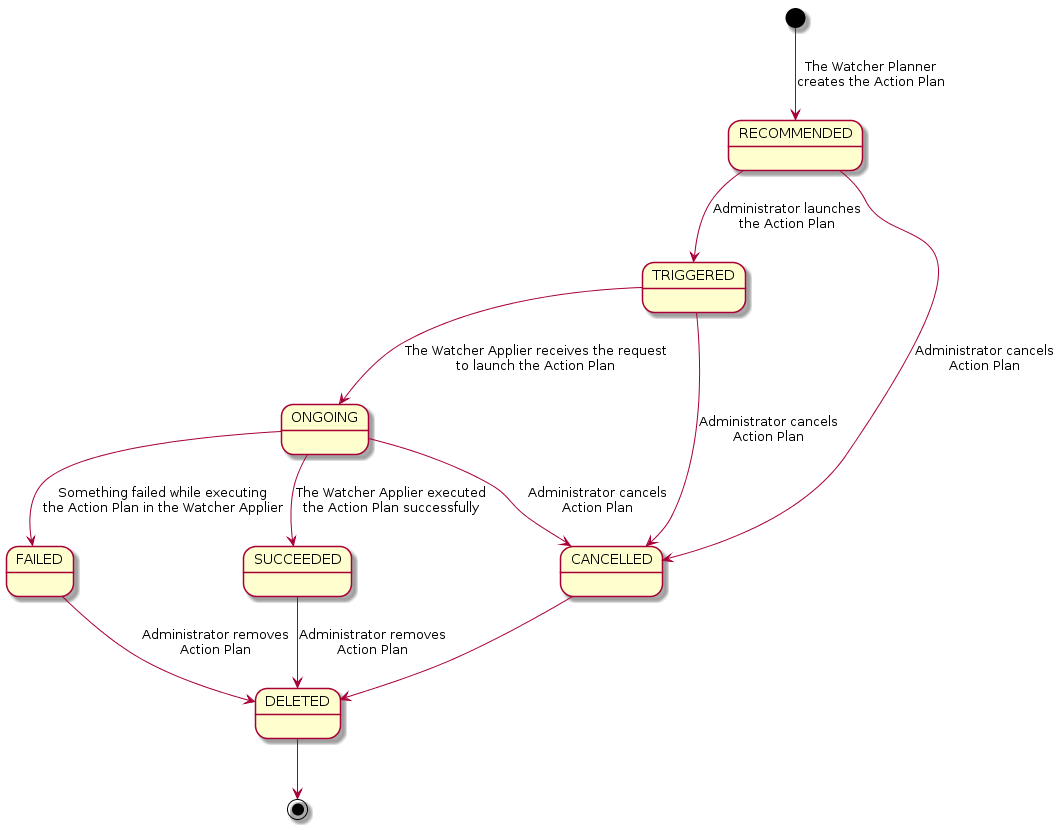 The Watcher Planner
creates the Action Plan
RECOMMENDED
Administrator launches
the Action Plan
TRIGGERED
The Watcher Applier receives the request
to launch the Action Plan
Administrator cancels
Action Plan
ONGOING
Administrator cancels
Action Plan
Something failed while executing
the Action Plan in the Watcher Applier
The Watcher Applier executed
the Action Plan successfully
Administrator cancels
Action Plan
FAILED
SUCCEEDED
CANCELLED
Administrator removes
Action Plan
Administrator removes
Action Plan
DELETED